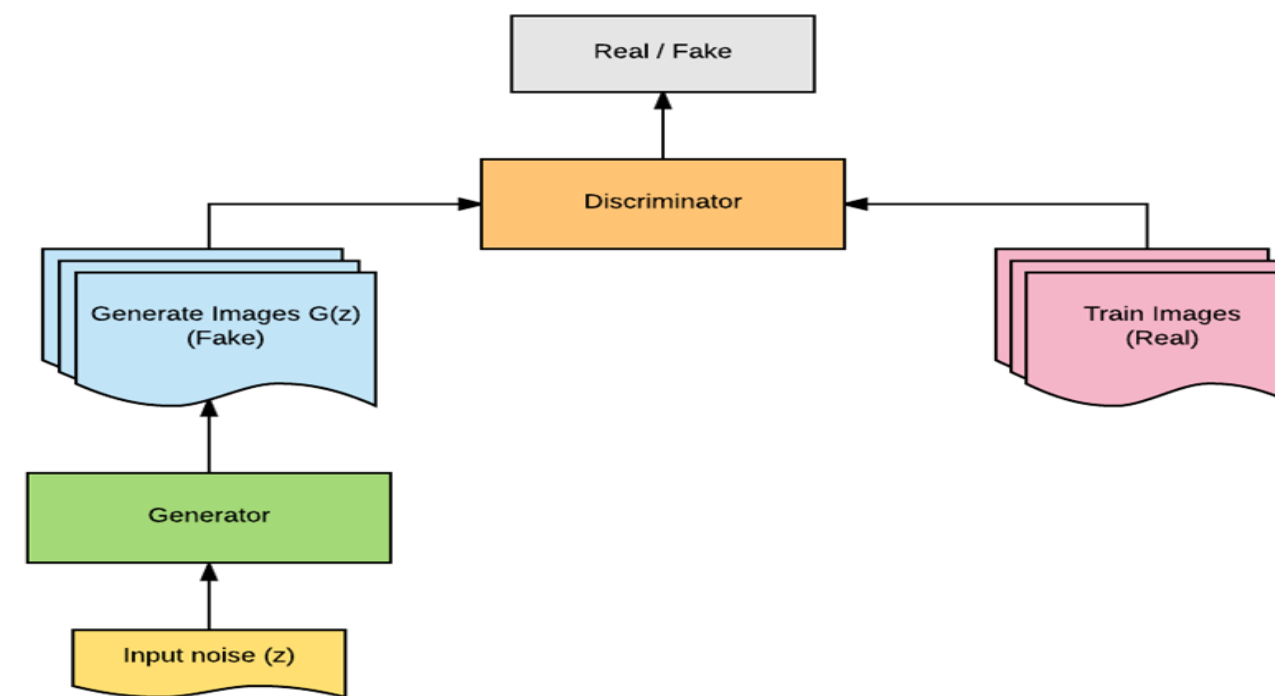 Real / Fake
Discriminator
Generate Images G(z)
(Fake)
Train Images
(Real)
Generator
Input noise (z)